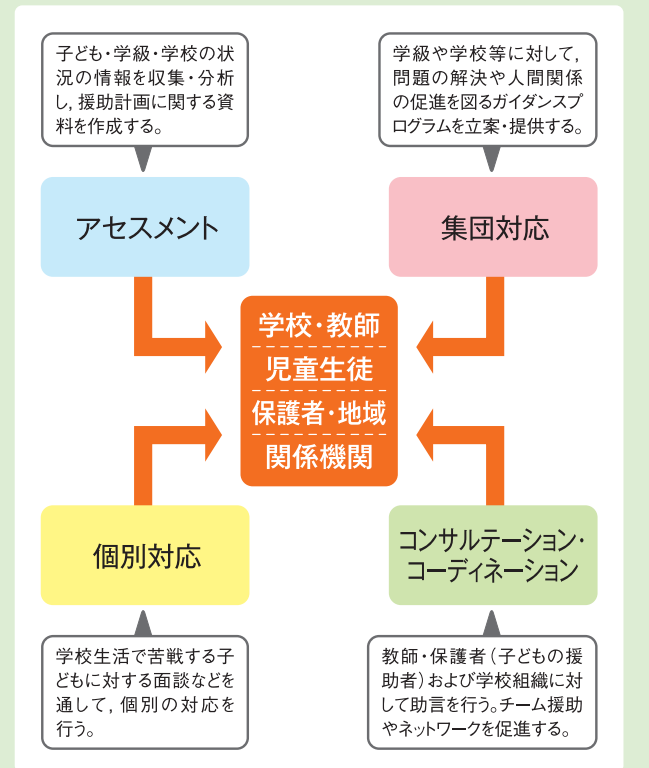 子ども・学級・学校の状
況の情報を収集・分析
し，援助計画に関する資
料を作成する。
学級や学校等に対して，
問題の解決や人間関係
の促進を図るガイダンスプ
ログラムを立案・提供する。
アセスメント
集団対応
学校・教師
児童生徒
保護者・地域
関係機関
個別対応
コンサルテーション・
コーディネーション
学校生活で苦戦する子
どもに対する面談などを
通して，個別の対応を
行う。
教師・保護者（子どもの援
助者）および学校組織に対
して助言を行う。チーム援助
やネットワークを促進する。